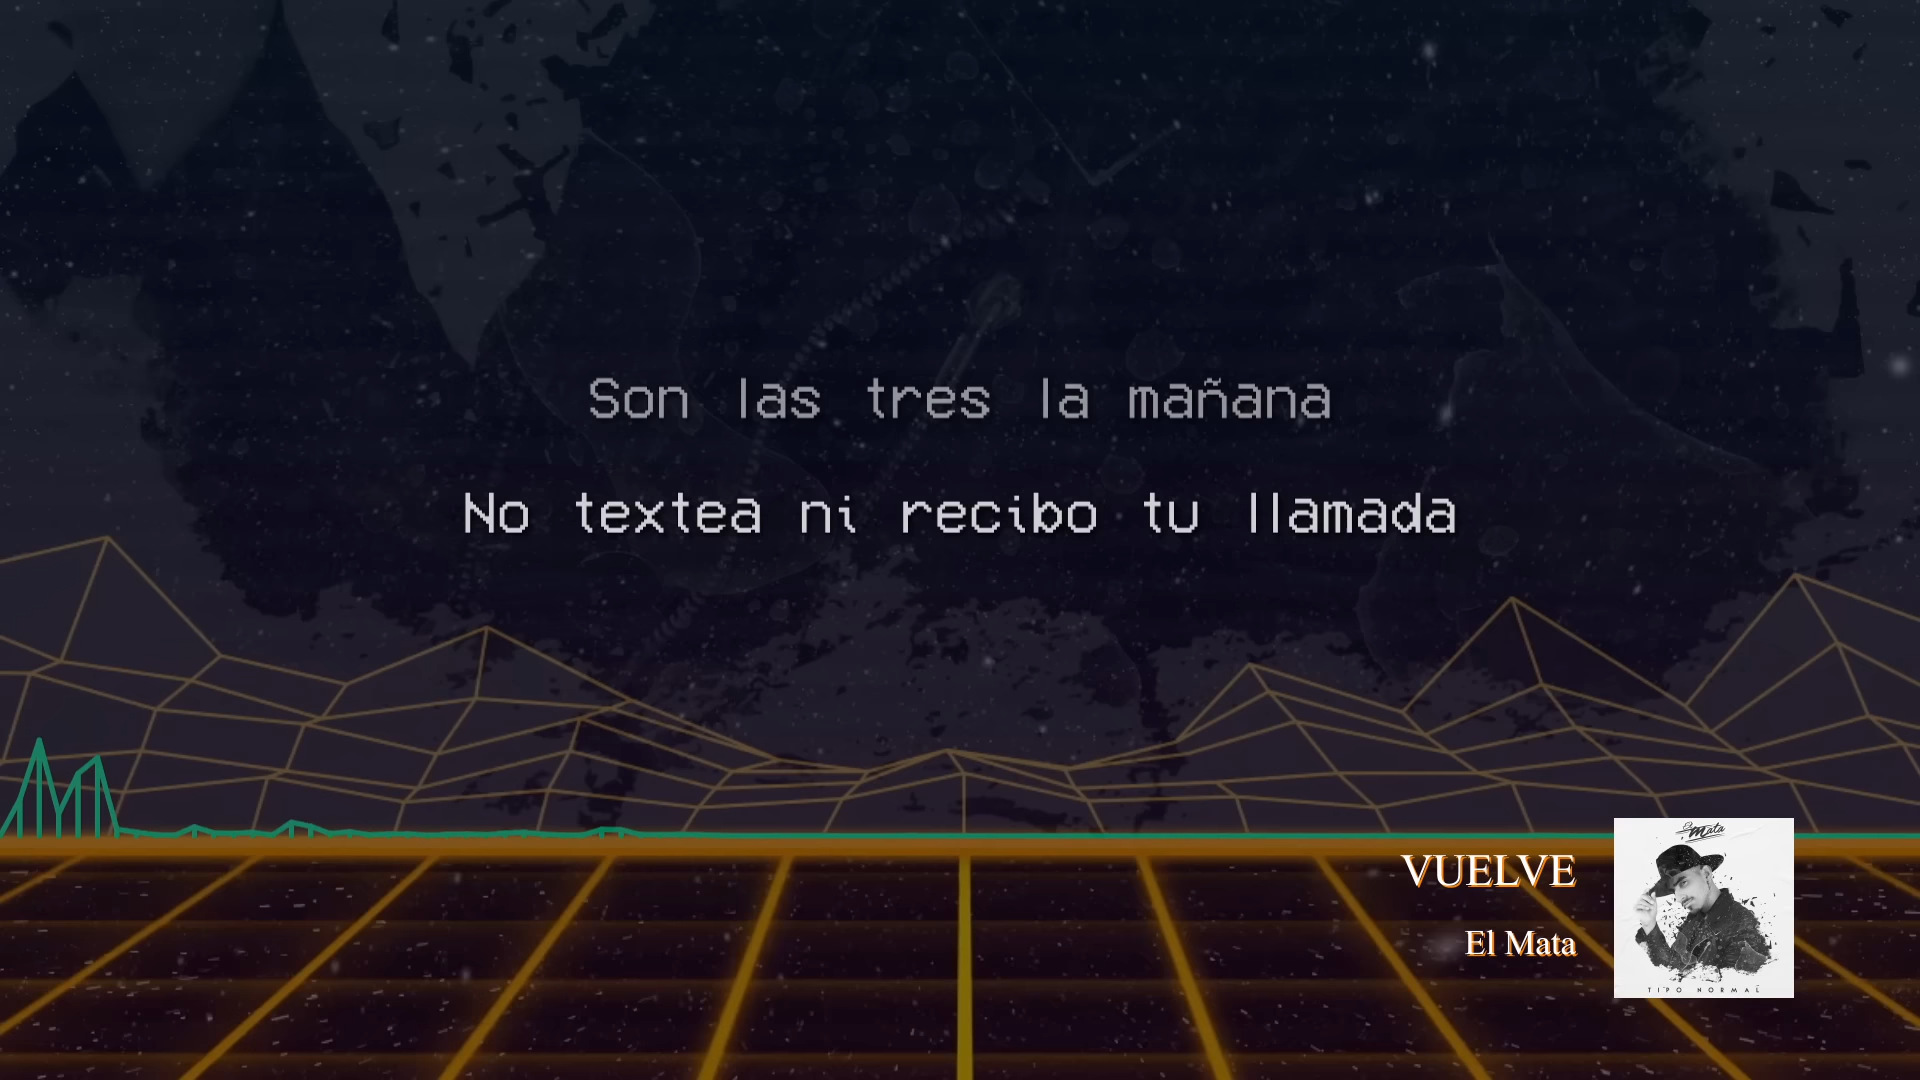 Son las tres la mañana
No textea ni recibo tu llamada
VUELVE
El Mata
El Mata
TIPO NORMAL